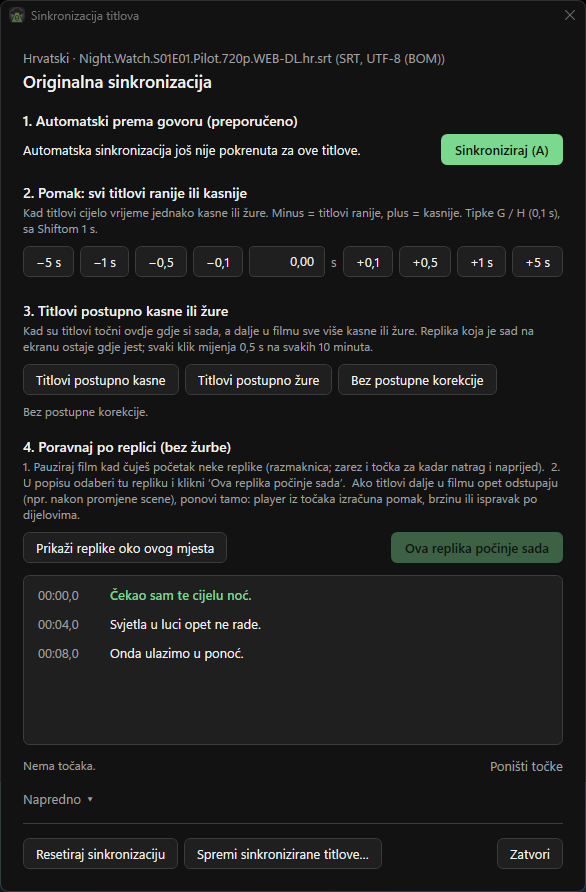 Sinkronizacija titlova
Hrvatski · Night.Watch.S01E01.Pilot.720p.WEB-DL.hr.srt (SRT, UTF-8 (BOM))
Originalna sinkronizacija
1. Automatski prema govoru (preporučeno)
Automatska sinkronizacija još nije pokrenuta za ove titlove.
Sinkroniziraj (A)
2. Pomak: svi titlovi ranije ili kasnije
Kad titlovi cijelo vrijeme jednako kasne ili žure. Minus = titlovi ranije, plus = kasnije. Tipke G / H (0,1 s),
sa Shiftom 1 s.
−5 s −1 s −0,5 −0,1 0,00 s +0,1 +0,5 +1 s +5 s
3. Titlovi postupno kasne ili žure
Kad su titlovi točni ovdje gdje si sada, a dalje u filmu sve više kasne ili žure. Replika koja je sad na
ekranu ostaje gdje jest; svaki klik mijenja 0,5 s na svakih 10 minuta.
Titlovi postupno kasne Titlovi postupno žure Bez postupne korekcije
Bez postupne korekcije.
4. Poravnaj po replici (bez žurbe)
1. Pauziraj film kad čuješ početak neke replike (razmaknica; zarez i točka za kadar natrag i naprijed). 2.
U popisu odaberi tu repliku i klikni ‘Ova replika počinje sada’. Ako titlovi dalje u filmu opet odstupaju
(npr. nakon promjene scene), ponovi tamo: player iz točaka izračuna pomak, brzinu ili ispravak po
dijelovima.
Prikaži replike oko ovog mjesta Ova replika počinje sada
00:00,0 Čekao sam te cijelu noć.
00:04,0 Svjetla u luci opet ne rade.
00:08,0 Onda ulazimo u ponoć.
Nema točaka. Poništi točke
Napredno ▾
Resetiraj sinkronizaciju Spremi sinkronizirane titlove... Zatvori